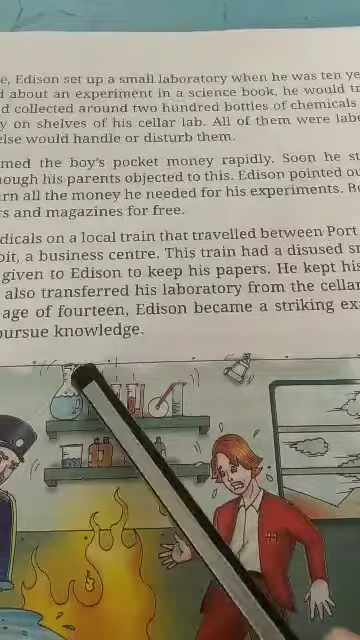 e, Edison set up a small laboratory when he was ten ye
d about an experiment in a science book, he would tr
d collected around two hundred bottles of chemicals
y on shelves of his cellar lab. All of them were labe
else would handle or disturb them.
med the boy's pocket money rapidly. Soon he st
hough his parents objected to this. Edison pointed ou
rn all the money he needed for his experiments. Be
rs and magazines for free.
dicals on a local train that travelled between Port
oit, a business centre. This train had a disused sm
given to Edison to keep his papers. He kept his
also transferred his laboratory from the cellar
age of fourteen, Edison became a striking exa
pursue knowledge.